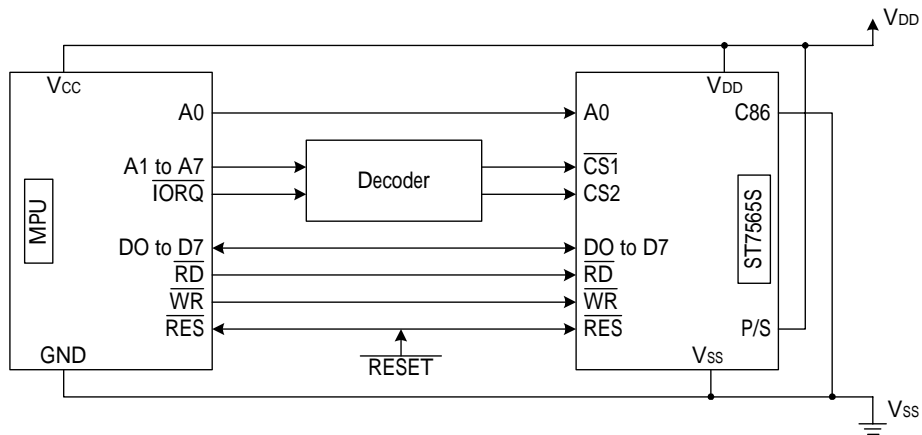 VDD
VCC
VDD
A0
A0
C86
A1 to A7
Decoder
CS1
IORQ
CS2
MPU
ST7565S
DO to D7
DO to D7
RD
RD
WR
WR
RES
RES
P/S
RESET
GND
VSS
VSS